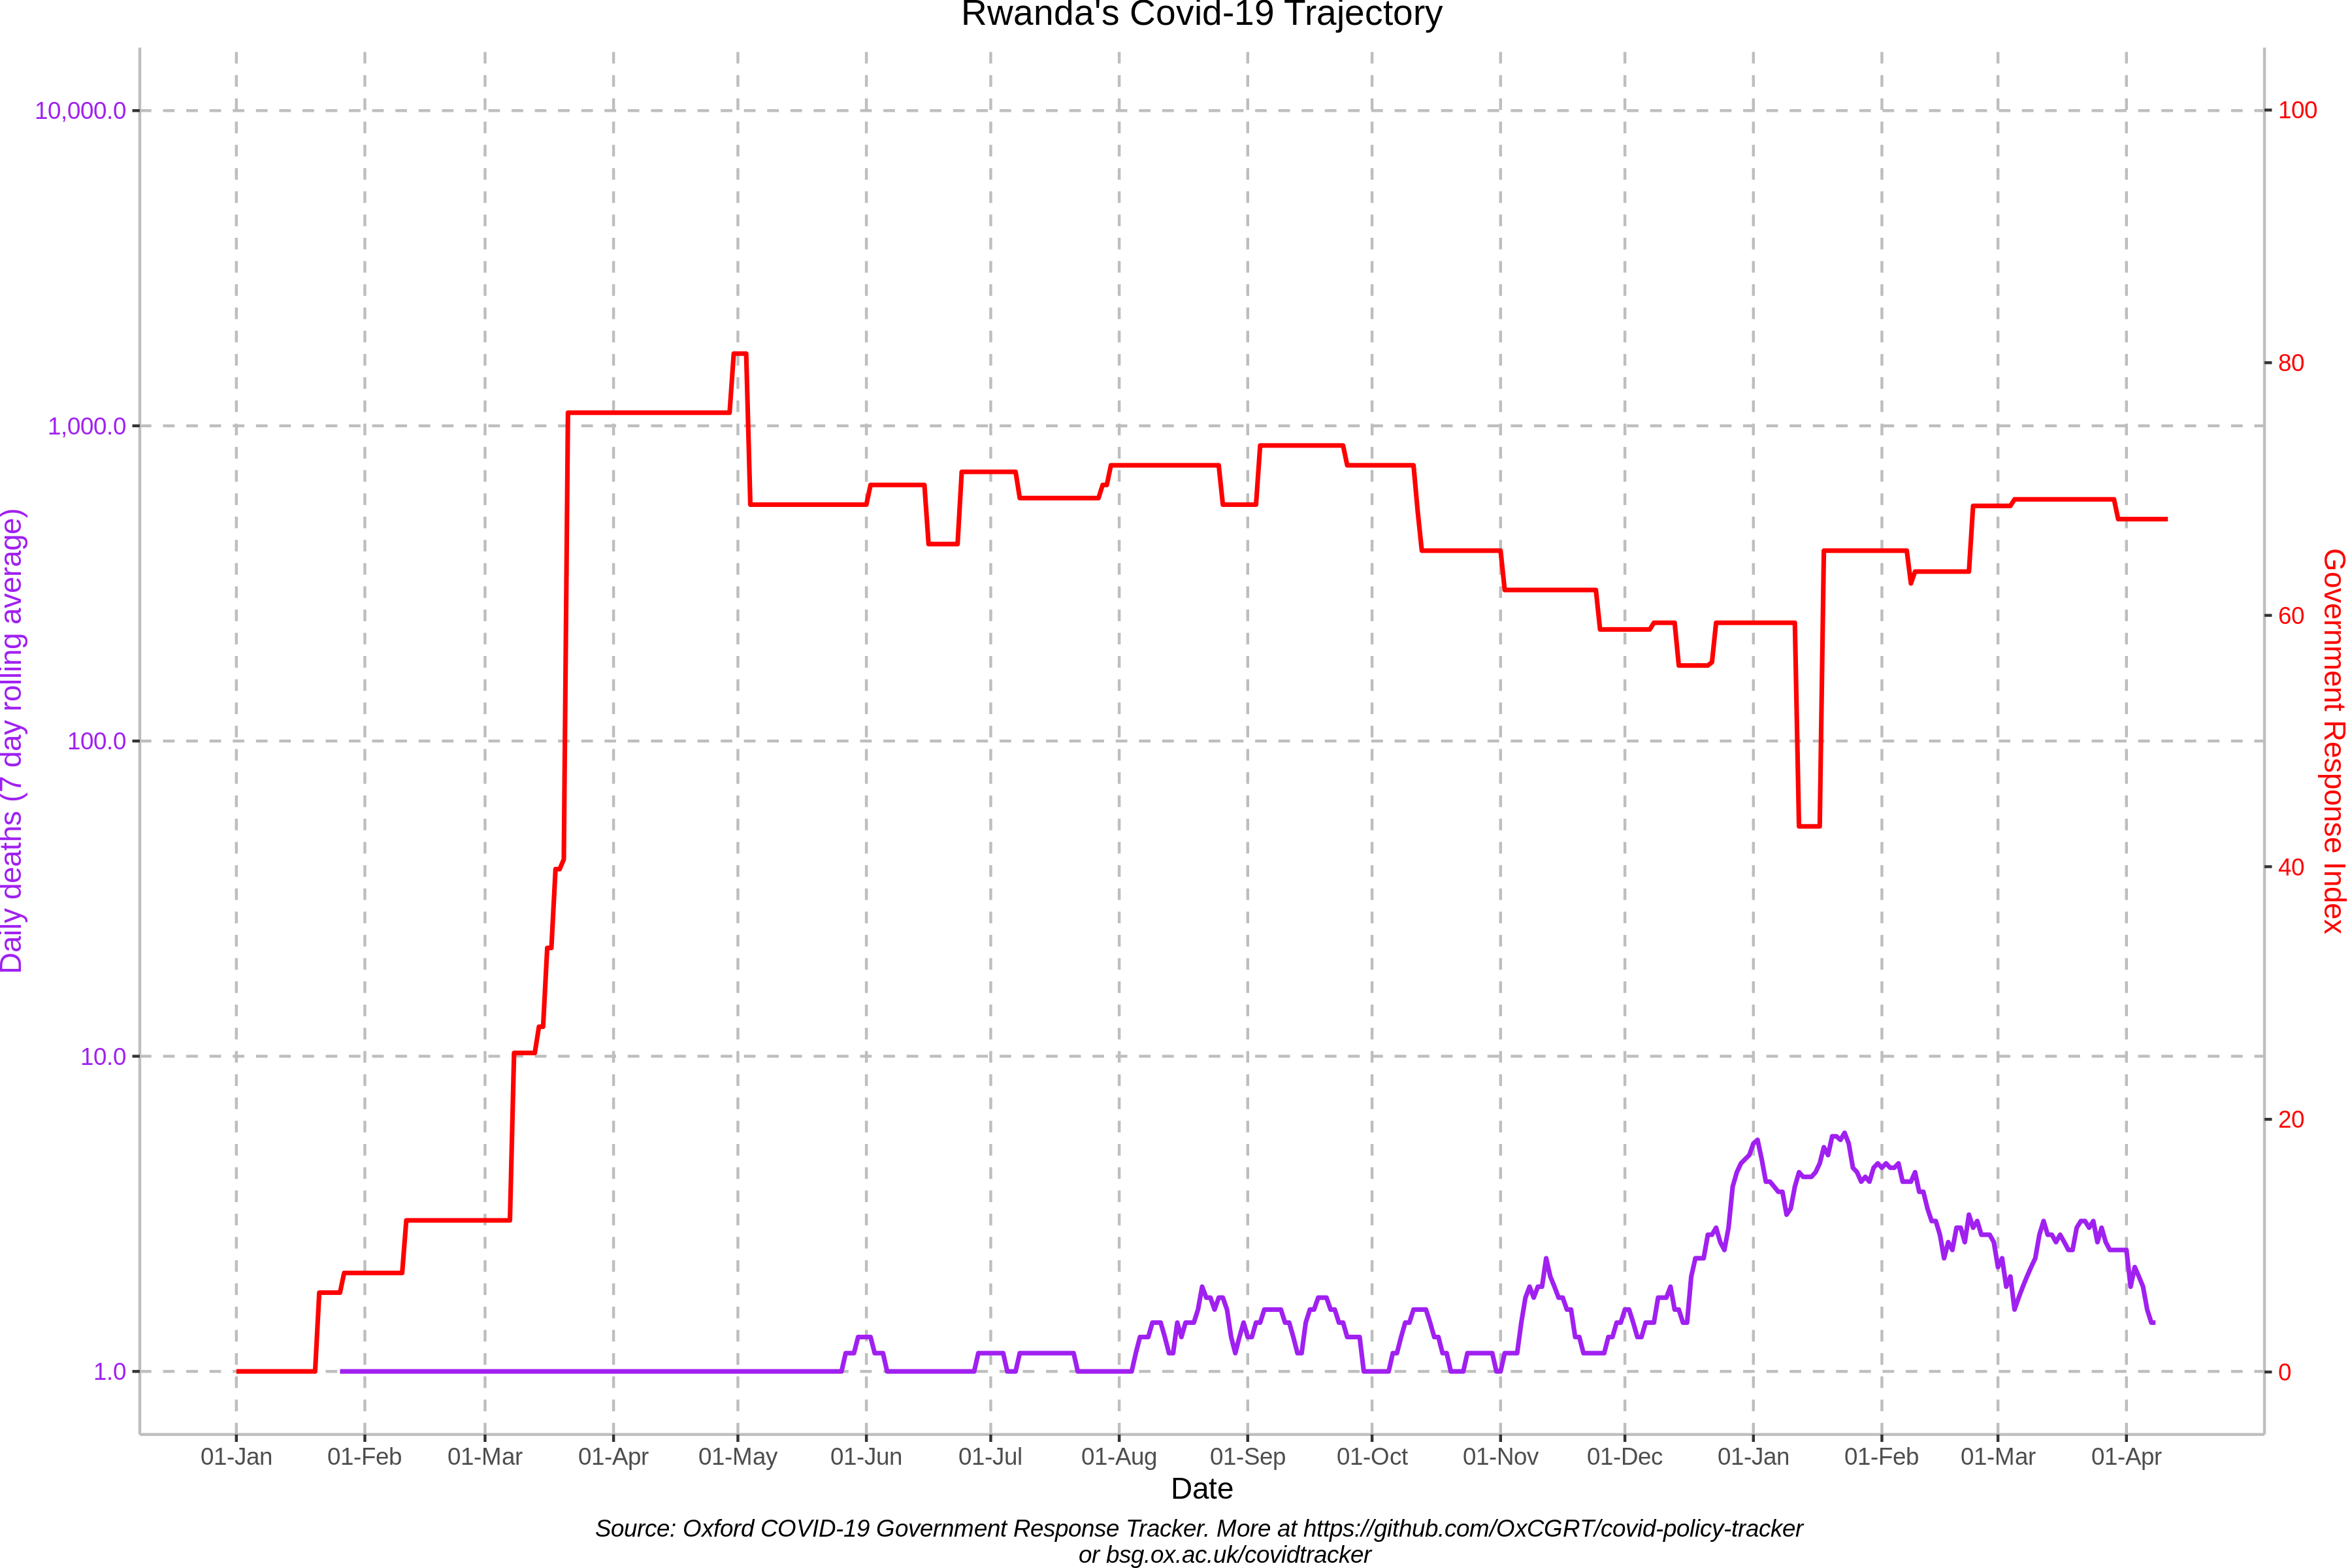 Rwanda's Covid-19 Trajectory
10,000.0
1,000.0
100.0
10.0
1.0
Daily deaths (7 day rolling average)
100
80
60
40
20
0
Government Response Index
01-Jan 01-Feb 01-Mar 01-Apr 01-May 01-Jun 01-Jul 01-Aug 01-Sep 01-Oct 01-Nov 01-Dec 01-Jan 01-Feb 01-Mar 01-Apr
Date
Source: Oxford COVID-19 Government Response Tracker. More at https://github.com/OxCGRT/covid-policy-tracker
or bsg.ox.ac.uk/covidtracker